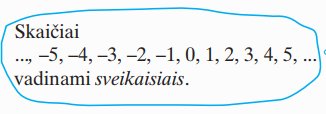 Skaičiai
..., –5, –4, –3, –2, –1, 0, 1, 2, 3, 4, 5, ...
vadinami sveikaisiais.